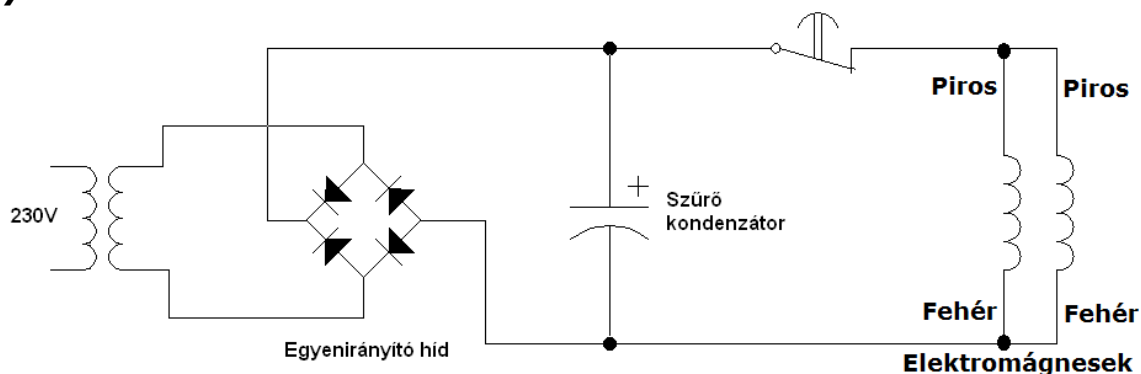 )
Piros
Piros
+
230V
Szűrő
kondenzátor
Fehér
Fehér
Egyenirányító híd
Elektromágnesek